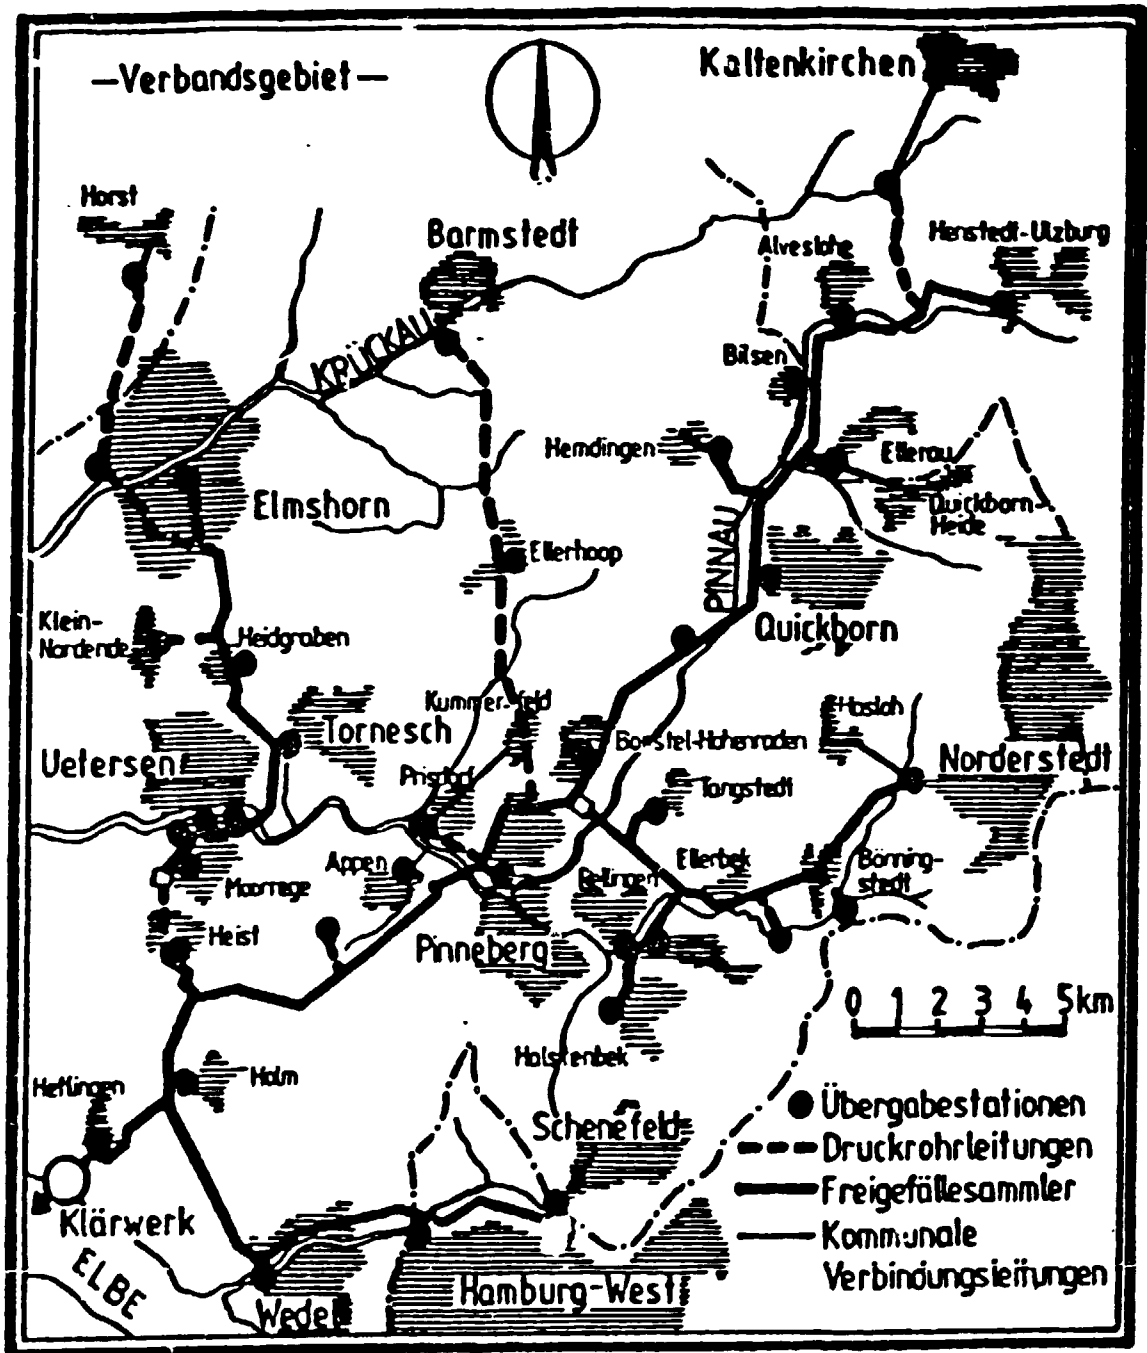 —Verbandsgebiet—
Kaltenkirchen
Horst
Barmstedt
Alveslohe
Henstedt-Ulzburg
KRÜCKAU
Bilsen
Hemdingen
Ellerau
Elmshorn
Quickborn-
Heide
Ellerhoop
PINNAU
Klein-
Nordende
Heidgraben
Quickborn
Kummerfeld
Hasloh
Tornesch
Borstel-Hohenraden
Uetersen
Prisdorf
Tangstedt
Norderstedt
Appen
Rellingen
Ellerbek
Bönning-
stedt
Moorrege
Heist
Pinneberg
0 1 2 3 4 5km
Halstenbek
Holm
Hetlingen
Schenefeld
Übergabestationen
Druckrohrleitungen
Freigefällesammler
Klärwerk
Kommunale
Verbindungsleitungen
ELBE
Wedel
Hamburg-West